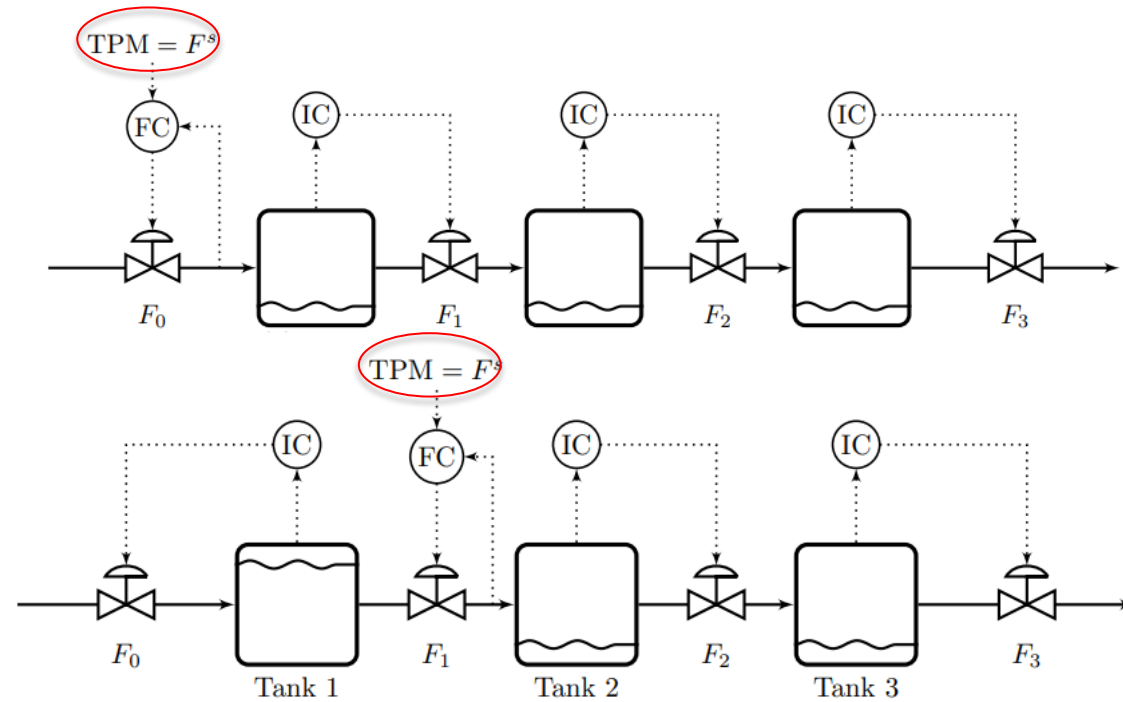 TPM = F^s
FC
IC
IC
IC
F_0
F_1
F_2
F_3
TPM = F^s
IC
FC
IC
IC
F_0
F_1
F_2
F_3
Tank 1
Tank 2
Tank 3